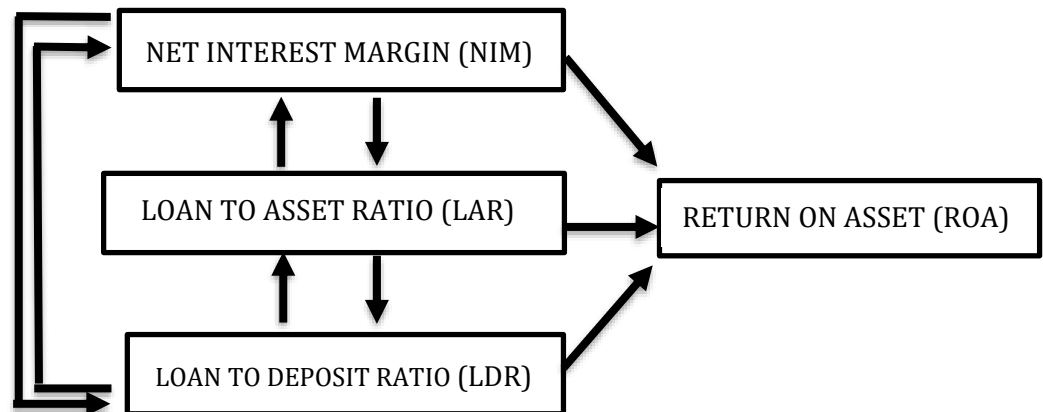 NET INTEREST MARGIN (NIM)
LOAN TO ASSET RATIO (LAR)
RETURN ON ASSET (ROA)
LOAN TO DEPOSIT RATIO (LDR)